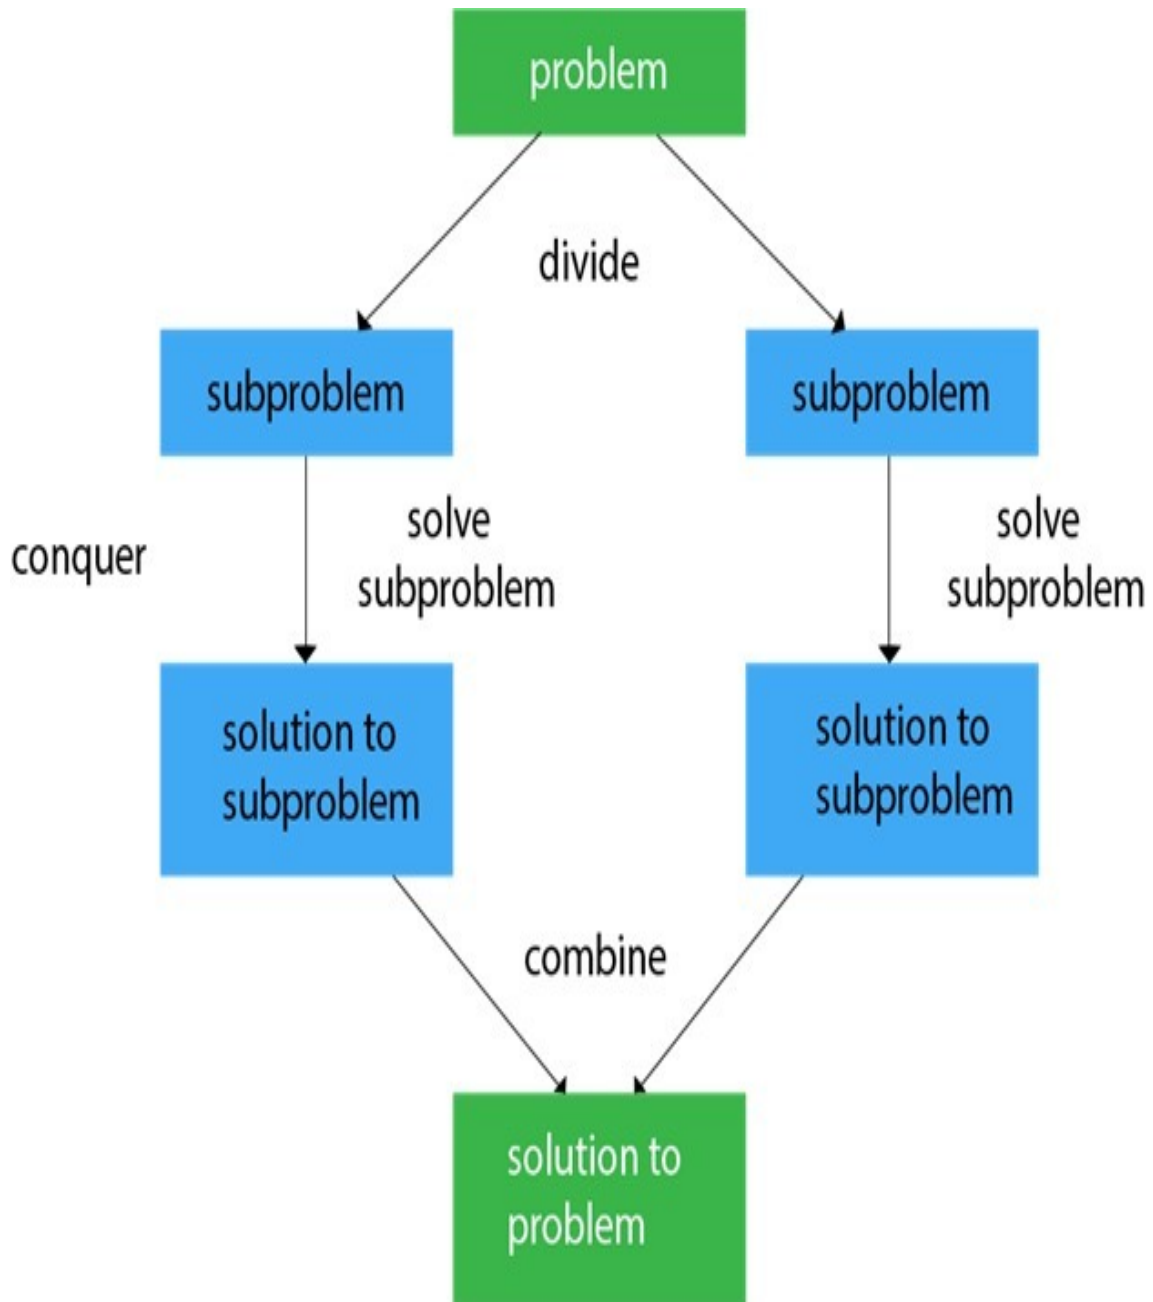 problem
divide
subproblem
subproblem
conquer
solve
subproblem
solve
subproblem
solution to
subproblem
solution to
subproblem
combine
solution to
problem